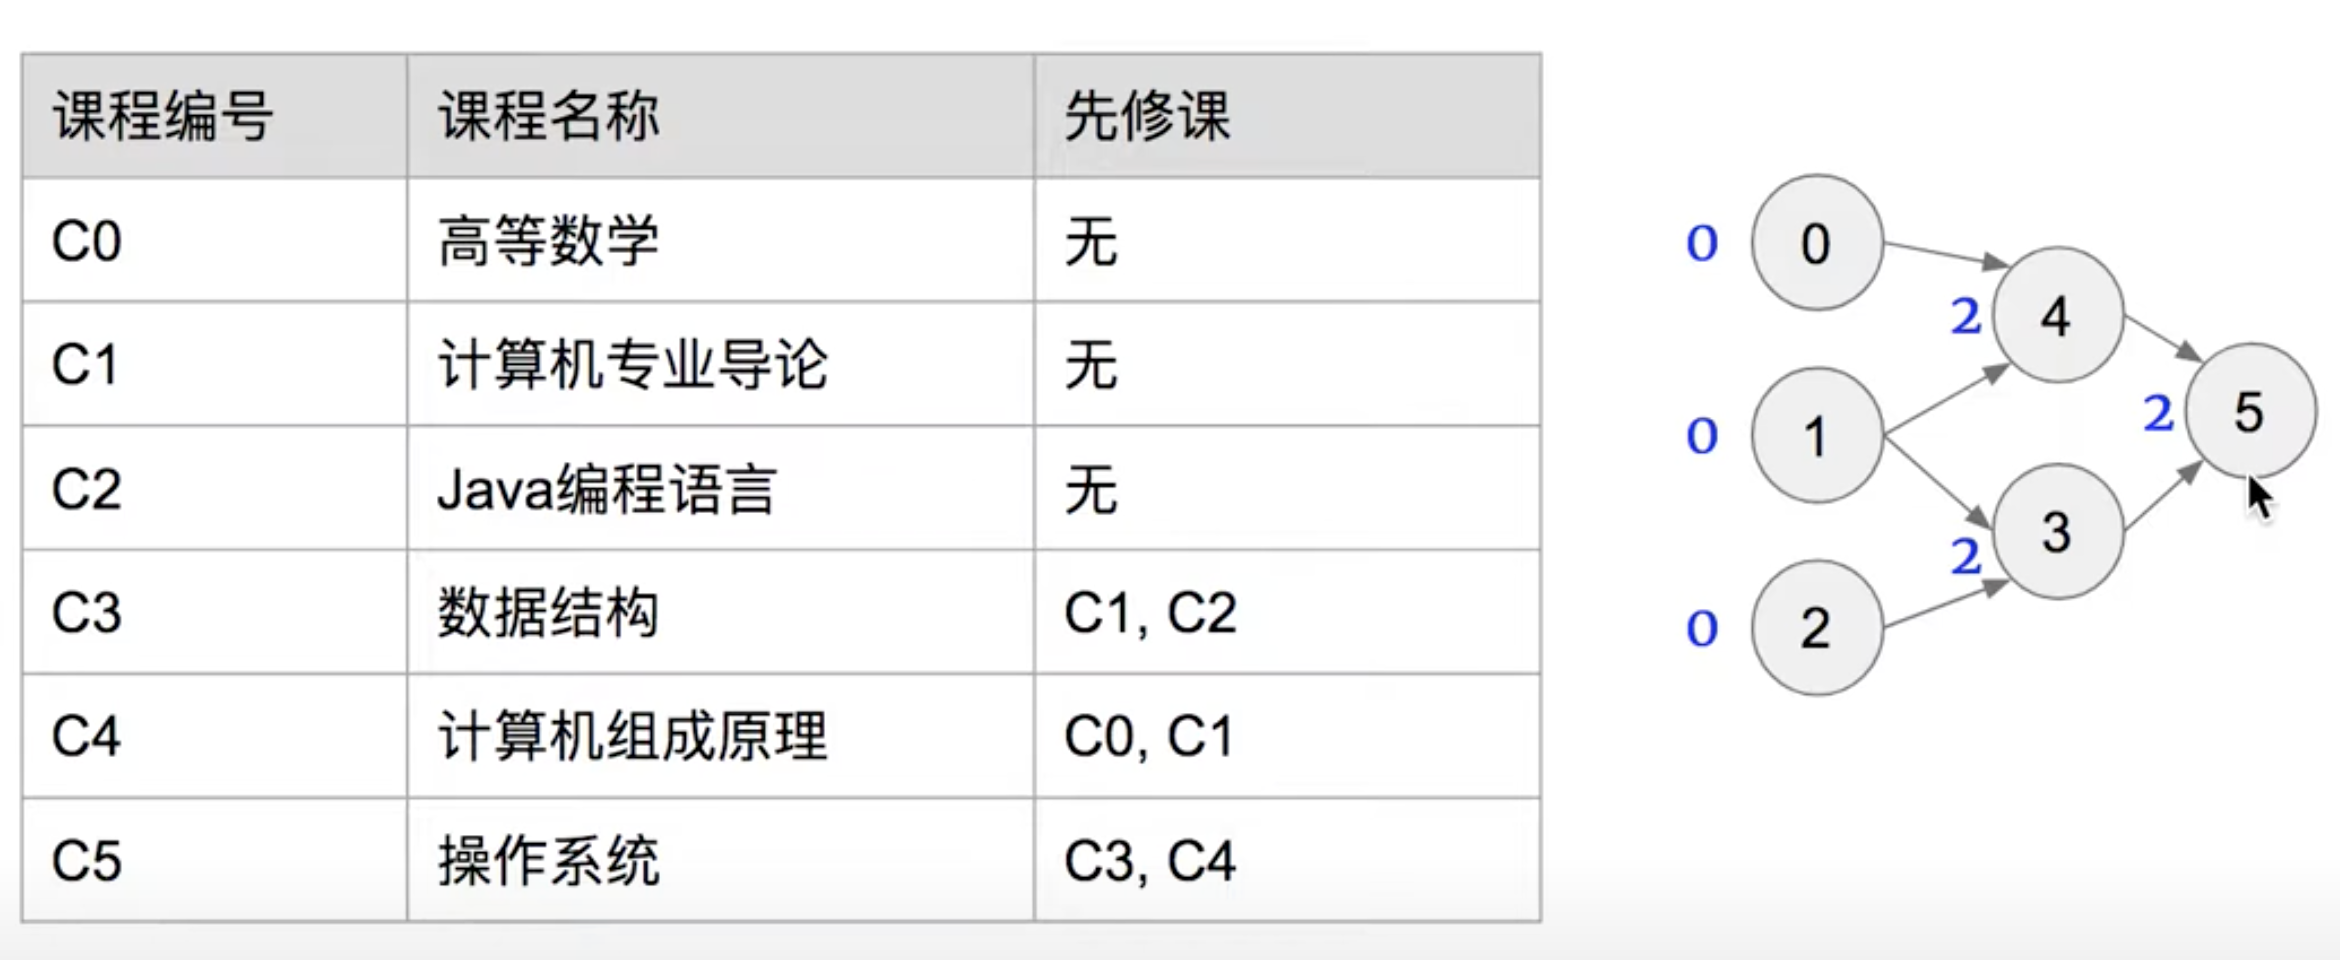 课程编号 课程名称 先修课
C0 高等数学 无
C1 计算机专业导论 无
C2 Java编程语言 无
C3 数据结构 C1, C2
C4 计算机组成原理 C0, C1
C5 操作系统 C3, C4
0 0
2 4
0 1
2 5
2 3
0 2